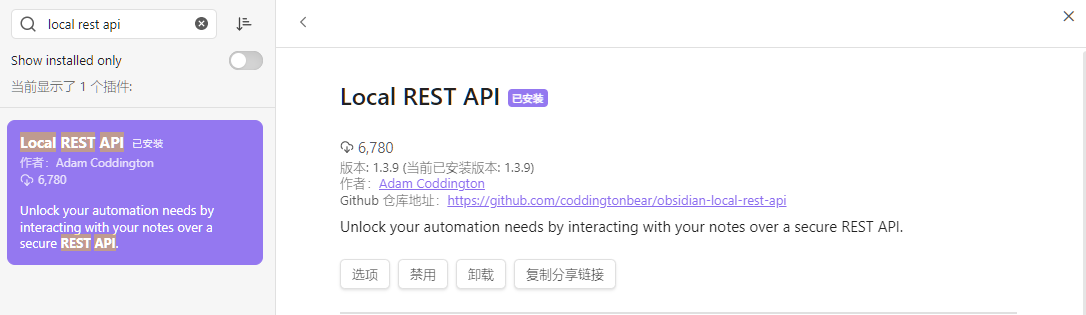 local rest api
Show installed only
当前显示了 1 个插件:
Local REST API 已安装
作者：Adam Coddington
6,780
Unlock your automation needs by
interacting with your notes over a
secure REST API.
Local REST API 已安装
6,780
版本: 1.3.9 (当前已安装版本: 1.3.9)
作者：Adam Coddington
Github 仓库地址：https://github.com/coddingtonbear/obsidian-local-rest-api
Unlock your automation needs by interacting with your notes over a secure REST API.
选项 禁用 卸载 复制分享链接